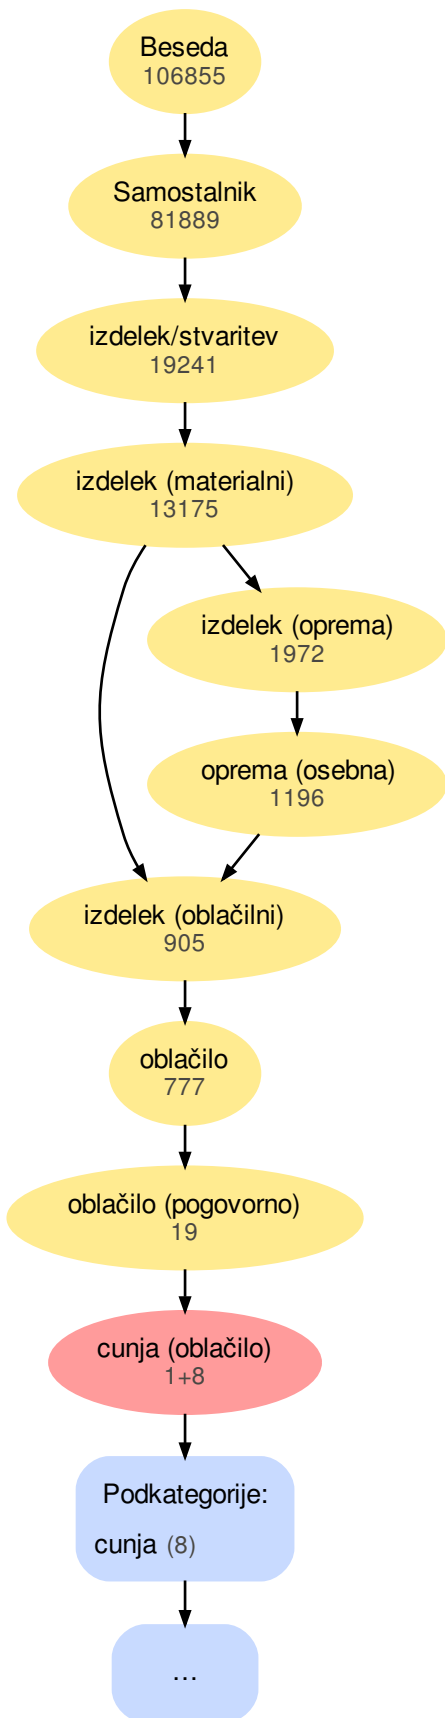 Beseda
106855
Samostalnik
81889
izdelek/stvaritev
19241
izdelek (materialni)
13175
izdelek (oprema)
1972
oprema (osebna)
1196
izdelek (oblačilni)
905
oblačilo
777
oblačilo (pogovorno)
19
cunja (oblačilo)
1+8
Podkategorije:
cunja (8)
…